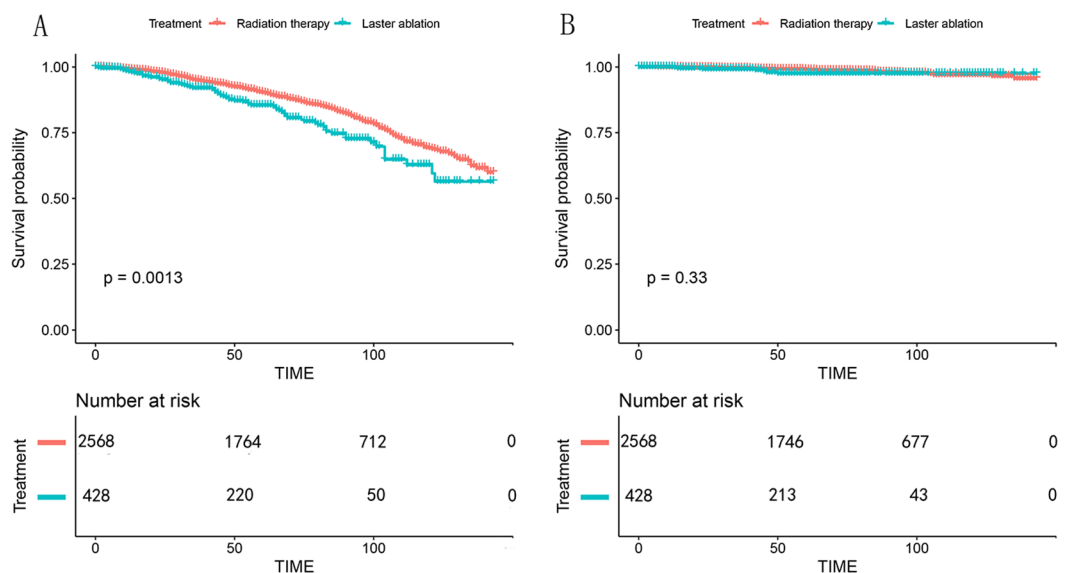 A
Treatment Radiation therapy Laster ablation
1.00
0.75
0.50
0.25
0.00
Survival probability
p = 0.0013
0 50 100
TIME
Number at risk
Treatment
2568 1764 712 0
428 220 50 0
0 50 100
TIME
B
Treatment Radiation therapy Laster ablation
1.00
0.75
0.50
0.25
0.00
Survival probability
p = 0.33
0 50 100
TIME
Number at risk
Treatment
2568 1746 677 0
428 213 43 0
0 50 100
TIME